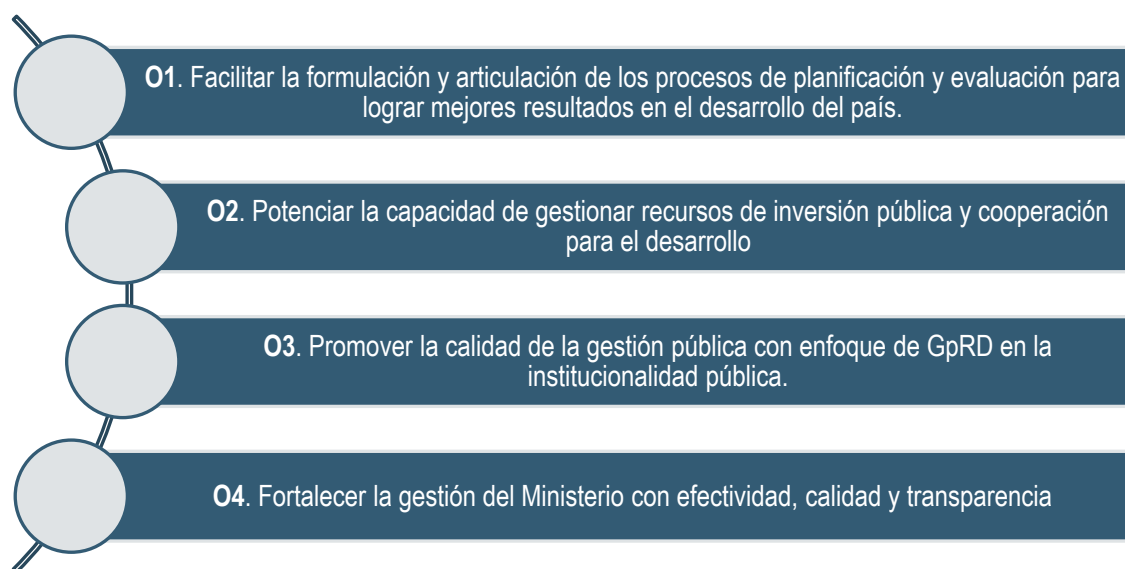 O1. Facilitar la formulación y articulación de los procesos de planificación y evaluación para
lograr mejores resultados en el desarrollo del país.
O2. Potenciar la capacidad de gestionar recursos de inversión pública y cooperación
para el desarrollo
O3. Promover la calidad de la gestión pública con enfoque de GpRD en la
institucionalidad pública.
O4. Fortalecer la gestión del Ministerio con efectividad, calidad y transparencia